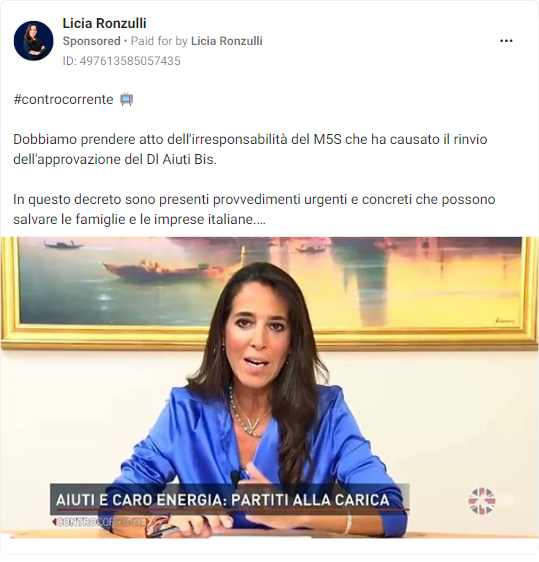 Licia Ronzulli
Sponsored • Paid for by Licia Ronzulli
ID: 497613585057435
#controcorrente
Dobbiamo prendere atto dell'irresponsabilità del M5S che ha causato il rinvio
dell'approvazione del Dl Aiuti Bis.
In questo decreto sono presenti provvedimenti urgenti e concreti che possono
salvare le famiglie e le imprese italiane....
AIUTI E CARO ENERGIA: PARTITI ALLA CARICA
CONTROCORRENTE